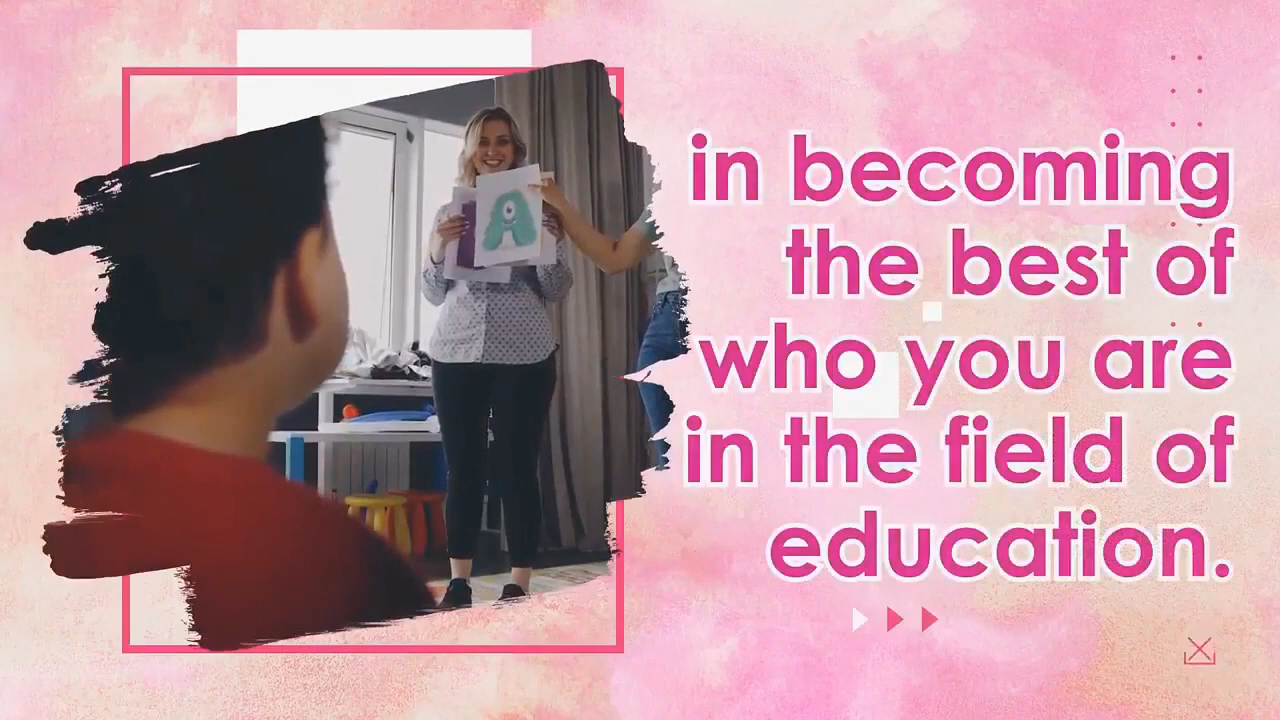 A
in becoming
the best of
who you are
in the field of
education.